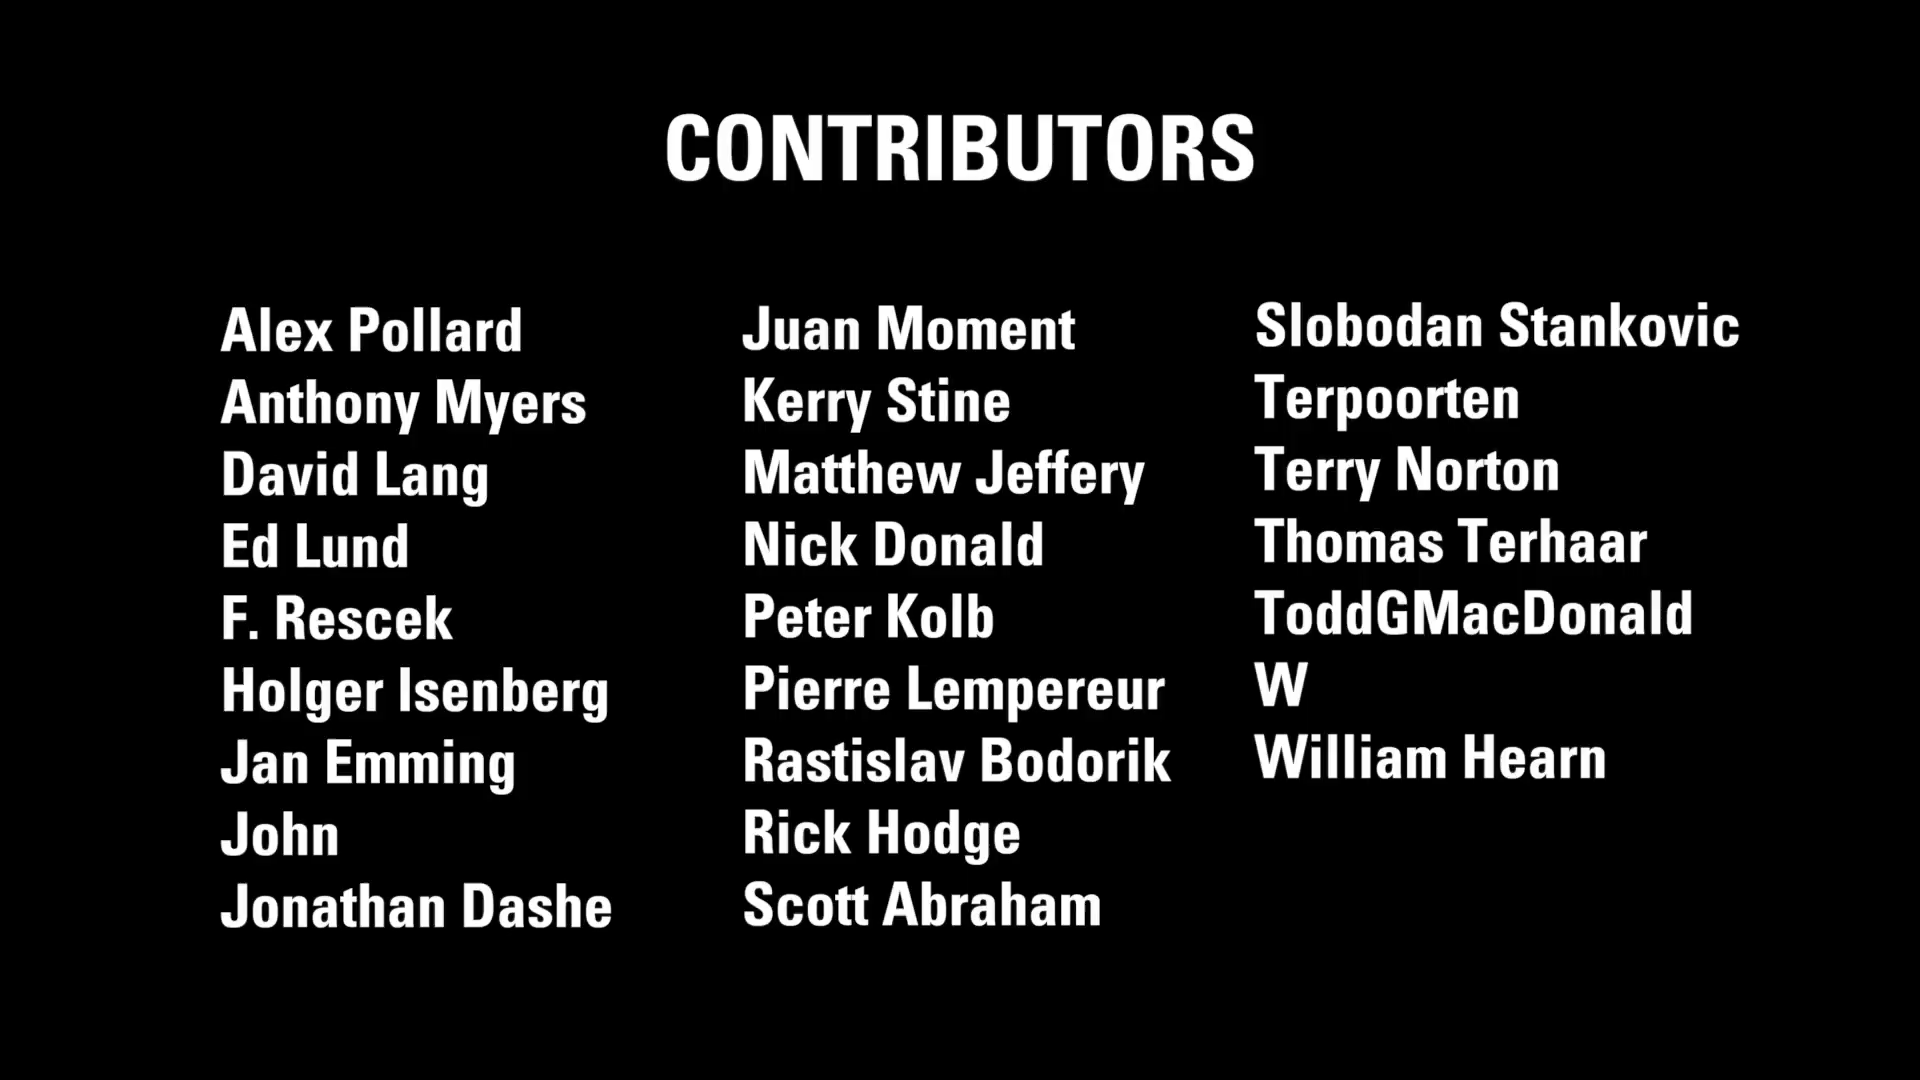 CONTRIBUTORS
Alex Pollard
Anthony Myers
David Lang
Ed Lund
F. Rescek
Holger Isenberg
Jan Emming
John
Jonathan Dashe
Juan Moment
Kerry Stine
Matthew Jeffery
Nick Donald
Peter Kolb
Pierre Lempereur
Rastislav Bodorik
Rick Hodge
Scott Abraham
Slobodan Stankovic
Terpoorten
Terry Norton
Thomas Terhaar
ToddGMacDonald
W
William Hearn